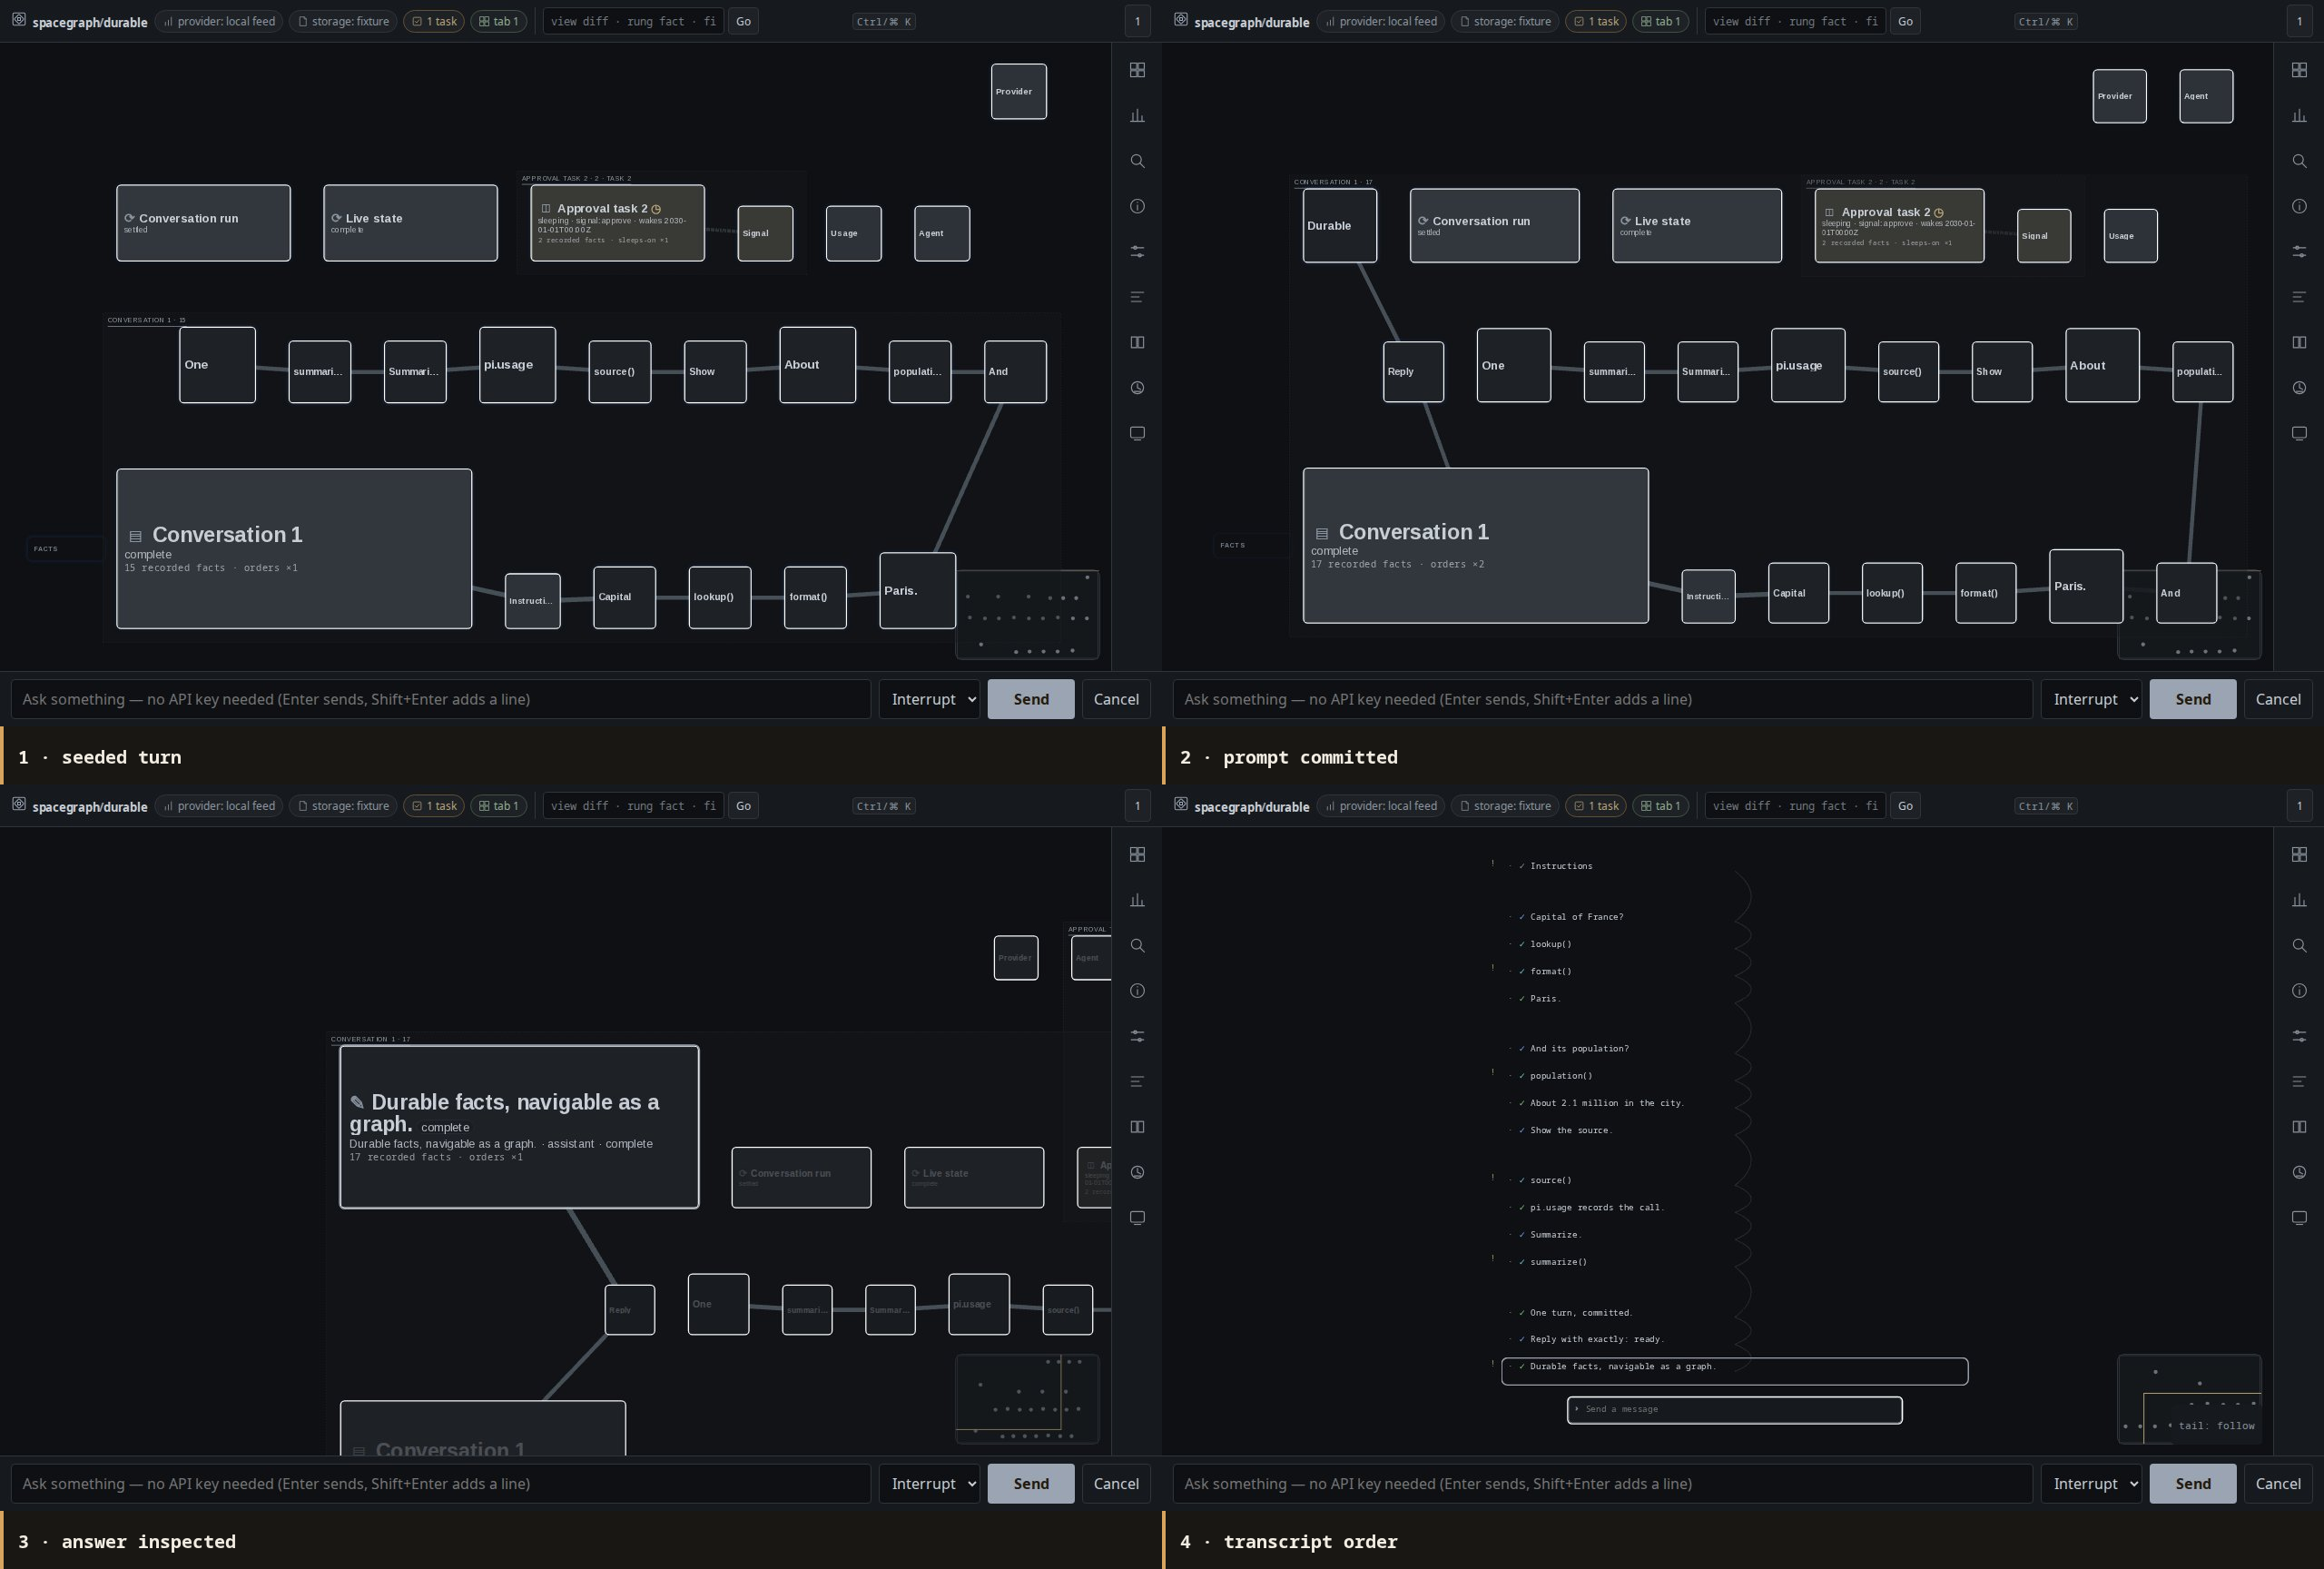 spacegraph/durable provider: local feed storage: fixture 1 task tab 1 view diff · rung fact · fi Go Ctrl/⌘ K 1
Provider
APPROVAL TASK 2 · 2 · TASK 2
Conversation run
settled
Live state
complete
Approval task 2
sleeping · signal: approve · wakes 2030-
01-01T00:00Z
2 recorded facts · sleeps-on ×1
Signal
Usage
Agent
CONVERSATION 1 · 15
One
summari...
Summari...
pi.usage
source()
Show
About
populati...
And
FACTS
Conversation 1
complete
15 recorded facts · orders ×1
Instructi...
Capital
lookup()
format()
Paris.
Ask something — no API key needed (Enter sends, Shift+Enter adds a line) Interrupt Send Cancel
1 · seeded turn
spacegraph/durable provider: local feed storage: fixture 1 task tab 1 view diff · rung fact · fi Go Ctrl/⌘ K 1
Provider
Agent
CONVERSATION 1 · 17
APPROVAL TASK 2 · 2 · TASK 2
Durable
Conversation run
settled
Live state
complete
Approval task 2
sleeping · signal: approve · wakes 2030-01-
01T00:00Z
2 recorded facts · sleeps-on ×1
Signal
Usage
Reply
One
summari...
Summari...
pi.usage
source()
Show
About
populati...
FACTS
Conversation 1
complete
17 recorded facts · orders ×2
Instructi...
Capital
lookup()
format()
Paris.
And
Ask something — no API key needed (Enter sends, Shift+Enter adds a line) Interrupt Send Cancel
2 · prompt committed
spacegraph/durable provider: local feed storage: fixture 1 task tab 1 view diff · rung fact · fi Go Ctrl/⌘ K 1
APPROVAL
Provider
Agent
CONVERSATION 1 · 17
Durable facts, navigable as a
graph. complete
Durable facts, navigable as a graph. · assistant · complete
17 recorded facts · orders ×1
Conversation run
settled
Live state
complete
Ap
Reply
One
summari...
Summar...
pi.usage
source()
Conversation 1
Ask something — no API key needed (Enter sends, Shift+Enter adds a line) Interrupt Send Cancel
3 · answer inspected
spacegraph/durable provider: local feed storage: fixture 1 task tab 1 view diff · rung fact · fi Go Ctrl/⌘ K 1
! · ✓ Instructions
· ✓ Capital of France?
· ✓ lookup()
! · ✓ format()
· ✓ Paris.
· ✓ And its population?
! · ✓ population()
· ✓ About 2.1 million in the city.
· ✓ Show the source.
! · ✓ source()
· ✓ pi.usage records the call.
· ✓ Summarize.
! · ✓ summarize()
· ✓ One turn, committed.
· ✓ Reply with exactly: ready.
! · ✓ Durable facts, navigable as a graph.
Send a message
tail: follow
Ask something — no API key needed (Enter sends, Shift+Enter adds a line) Interrupt Send Cancel
4 · transcript order